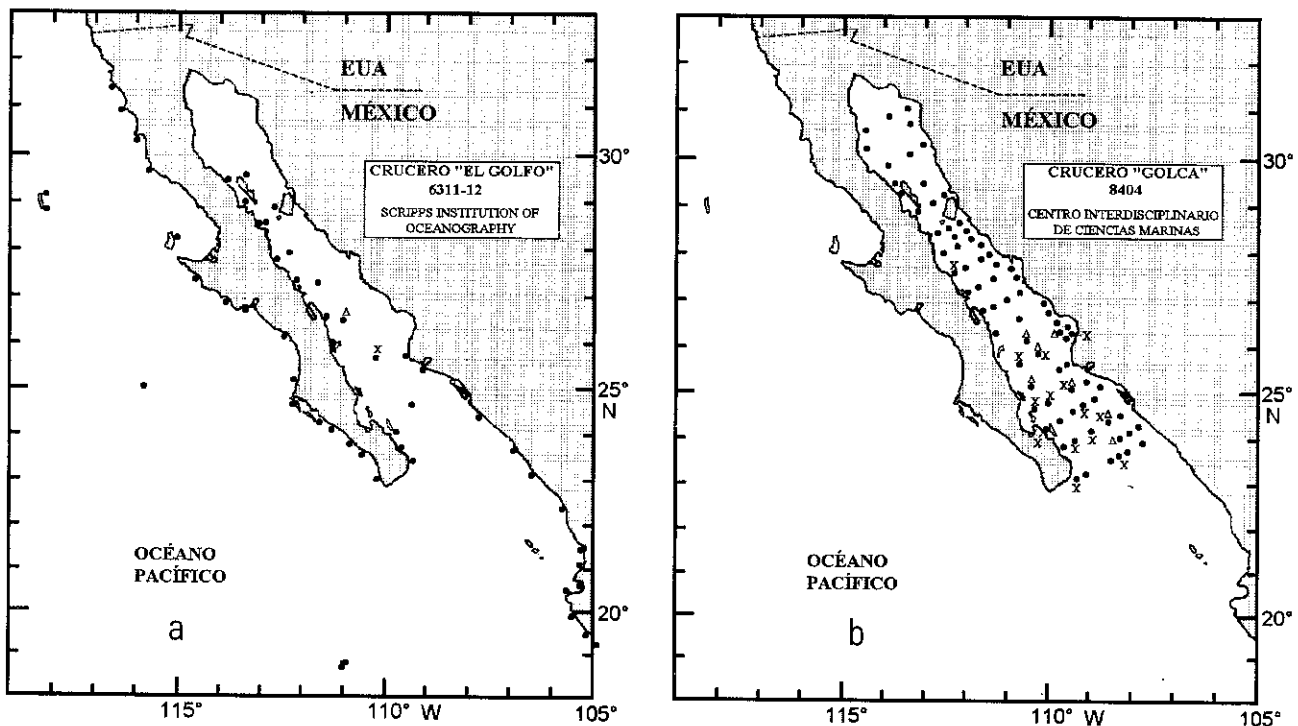 EUA
MÉXICO
CRUCERO "EL GOLFO"
6311-12
SCRIPPS INSTITUTION OF
OCEANOGRAPHY
30°
25°
N
OCÉANO
PACÍFICO
20°
a
115°
110° W
105°
EUA
MÉXICO
CRUCERO "GOLCA"
8404
CENTRO INTERDISCIPLINARIO
DE CIENCIAS MARINAS
30°
25°
N
OCÉANO
PACÍFICO
20°
b
115°
110° W
105°